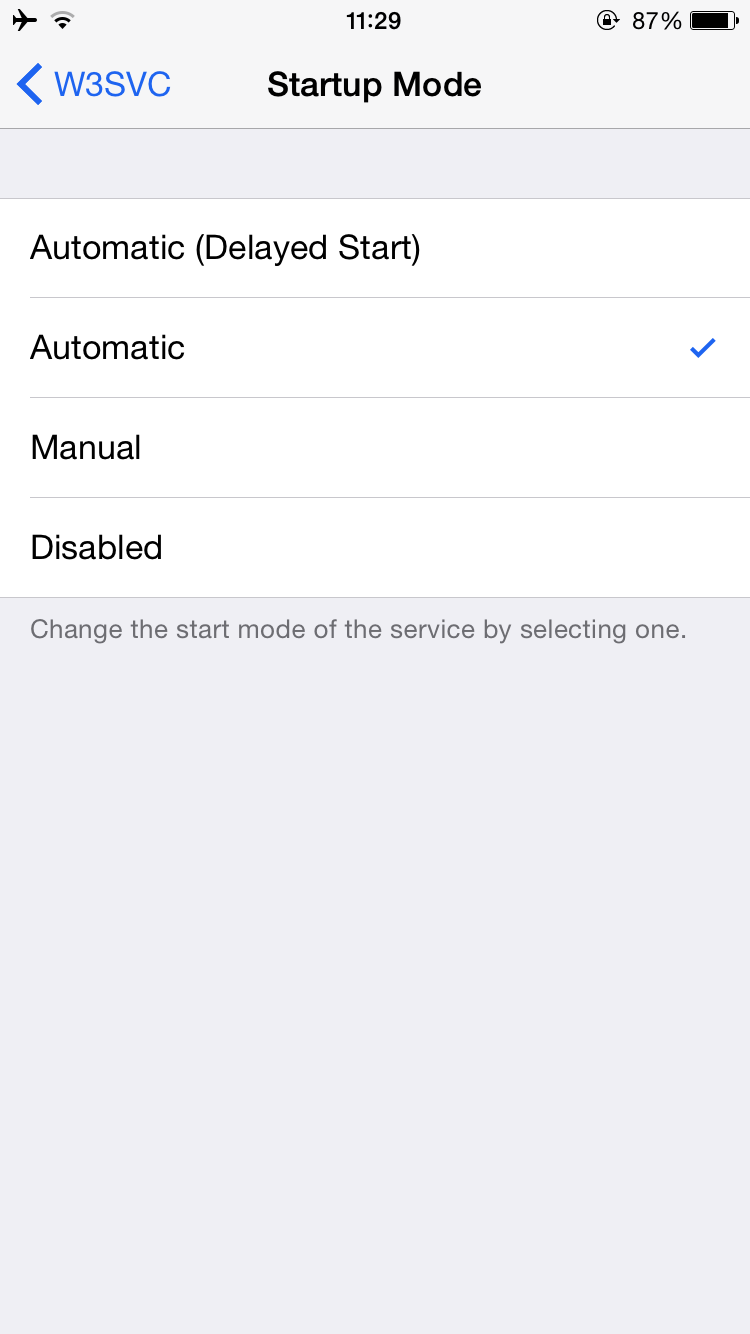 11:29 87%
W3SVC Startup Mode
Automatic (Delayed Start)
Automatic
Manual
Disabled
Change the start mode of the service by selecting one.